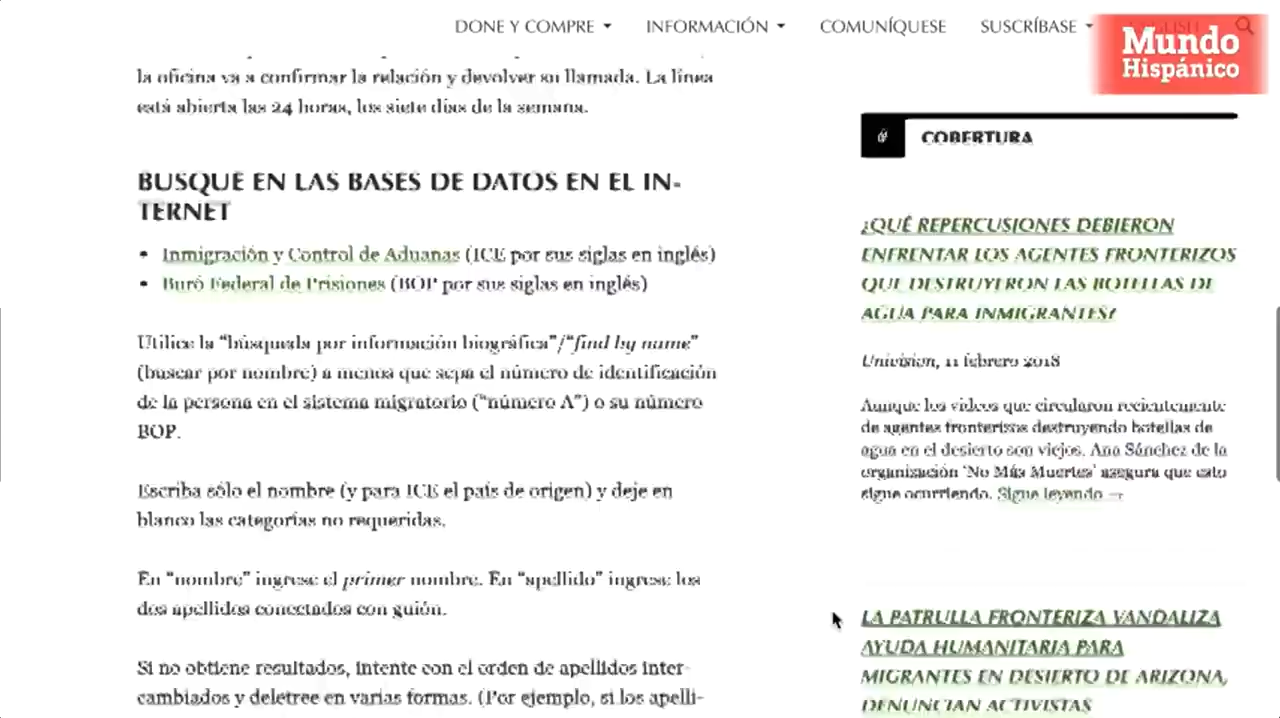 DONE Y COMPRE
INFORMACIÓN
COMUNÍQUESE
SUSCRÍBASE
Mundo
Hispánico
la oficina va a confirmar la relación y devolver su llamada. La línea
está abierta las 24 horas, los siete días de la semana.
BUSQUE EN LAS BASES DE DATOS EN EL IN-
TERNET
• Inmigración y Control de Aduanas (ICE por sus siglas en inglés)
• Buró Federal de Prisiones (BOP por sus siglas en inglés)
Utilice la “búsqueda por información biográfica”/“find by name”
(buscar por nombre) a menos que sepa el número de identificación
de la persona en el sistema migratorio (“número A”) o su número
BOP.
Escriba sólo el nombre (y para ICE el país de origen) y deje en
blanco las categorías no requeridas.
En “nombre” ingrese el primer nombre. En “apellido” ingrese los
dos apellidos conectados con guión.
Si no obtiene resultados, intente con el orden de apellidos inter-
cambiados y deletree en varias formas. (Por ejemplo, si los apelli-
COBERTURA
¿QUÉ REPERCUSIONES DEBIERON
ENFRENTAR LOS AGENTES FRONTERIZOS
QUE DESTRUYERON LAS BOTELLAS DE
AGUA PARA INMIGRANTES?
Univision, 11 febrero 2018
Aunque los videos que circularon recientemente
de agentes fronterizos destruyendo botellas de
agua en el desierto son viejos, Ana Sánchez de la
organización ‘No Más Muertes’ asegura que esto
sigue ocurriendo. Sigue leyendo →
LA PATRULLA FRONTERIZA VANDALIZA
AYUDA HUMANITARIA PARA
MIGRANTES EN DESIERTO DE ARIZONA,
DENUNCIAN ACTIVISTAS